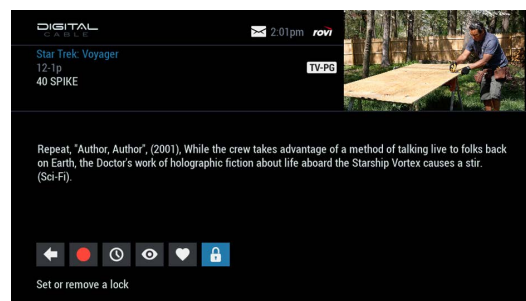 DIGITAL
CABLE
2:01pm rovi
Star Trek: Voyager
12-1p
TV-PG
40 SPIKE
Repeat, "Author, Author", (2001), While the crew takes advantage of a method of talking live to folks back
on Earth, the Doctor's work of holographic fiction about life aboard the Starship Vortex causes a stir.
(Sci-Fi).
Set or remove a lock